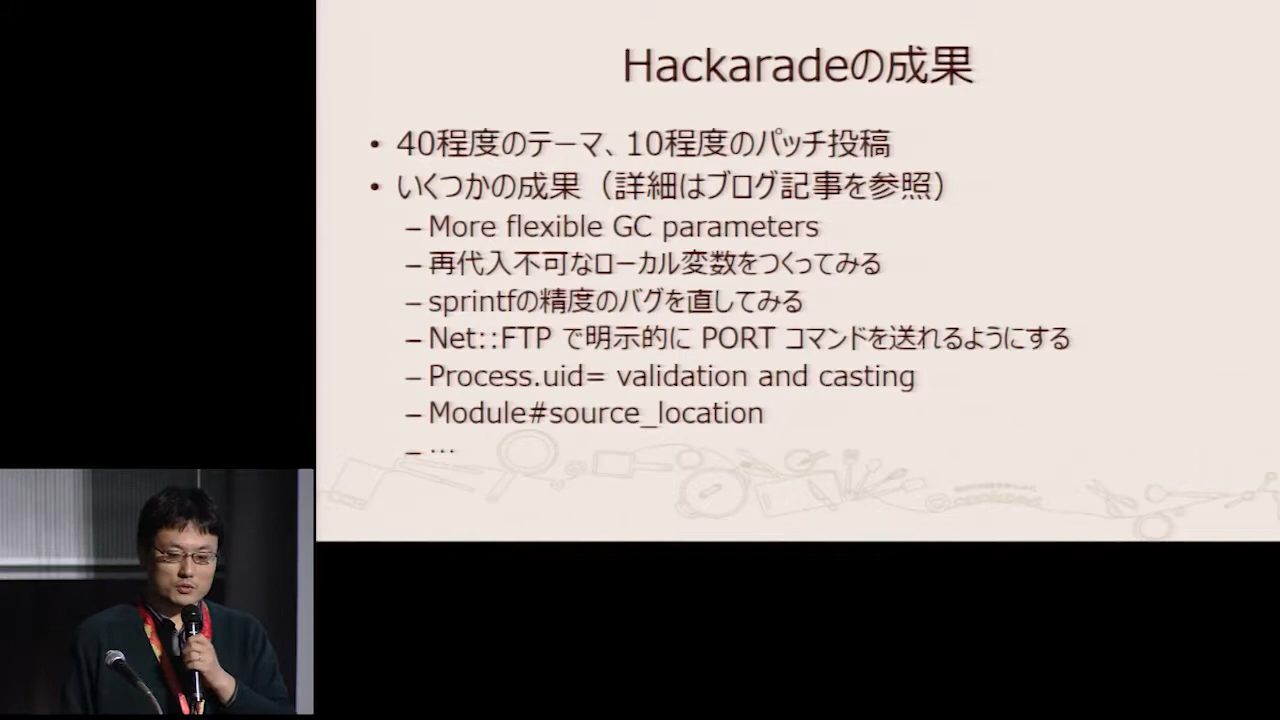 Hackaradeの成果
• 40程度のテーマ、10程度のパッチ投稿
• いくつかの成果（詳細はブログ記事を参照）
– More flexible GC parameters
– 再代入不可なローカル変数をつくってみる
– sprintfの精度のバグを直してみる
– Net::FTP で明示的に PORT コマンドを送れるようにする
– Process.uid= validation and casting
– Module#source_location
– …